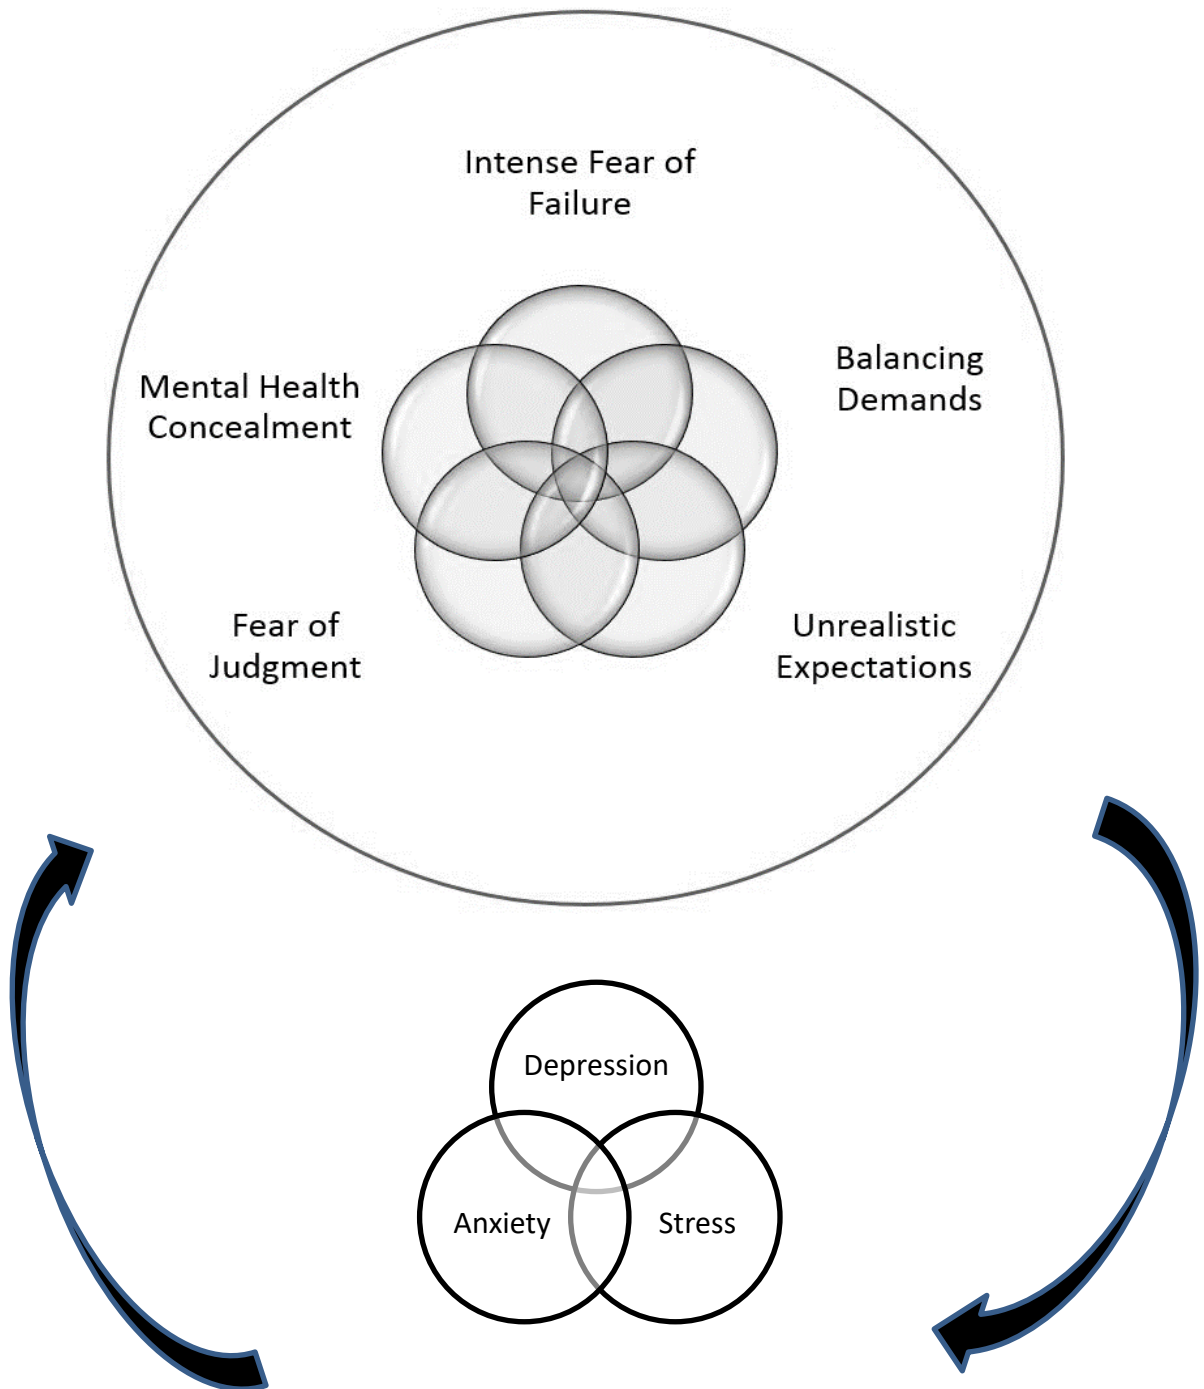 Intense Fear of
Failure
Balancing
Demands
Mental Health
Concealment
Fear of
Judgment
Unrealistic
Expectations
Depression
Anxiety
Stress